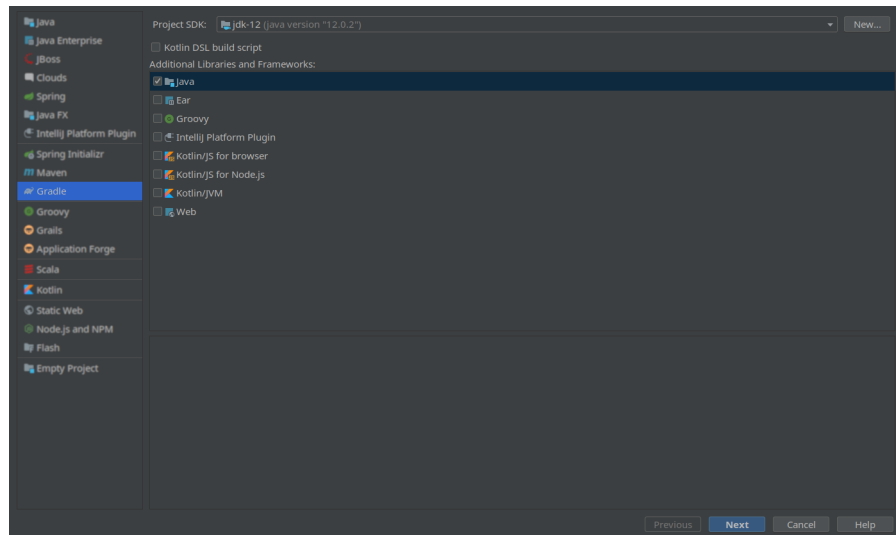 Java
Java Enterprise
JBoss
Clouds
Spring
Java FX
IntelliJ Platform Plugin
Spring Initializr
Maven
Gradle
Groovy
Grails
Application Forge
Scala
Kotlin
Static Web
Node.js and NPM
Flash
Empty Project
Project SDK: jdk-12 (java version "12.0.2") New...
Kotlin DSL build script
Additional Libraries and Frameworks:
Java
Ear
Groovy
IntelliJ Platform Plugin
Kotlin/JS for browser
Kotlin/JS for Node.js
Kotlin/JVM
Web
Previous Next Cancel Help